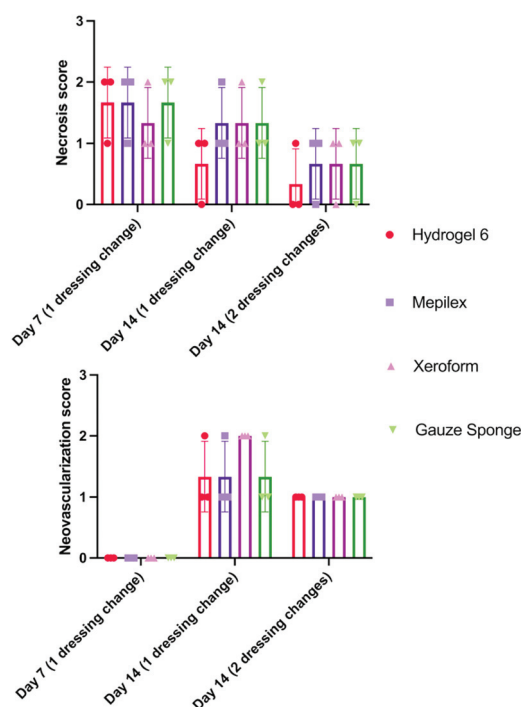 3
2
1
0
Necrosis score
Day 7 (1 dressing change)
Day 14 (1 dressing change)
Day 14 (2 dressing changes)
Hydrogel 6
Mepilex
Xeroform
Gauze Sponge
3
2
1
0
Neovascularization score
Day 7 (1 dressing change)
Day 14 (1 dressing change)
Day 14 (2 dressing changes)